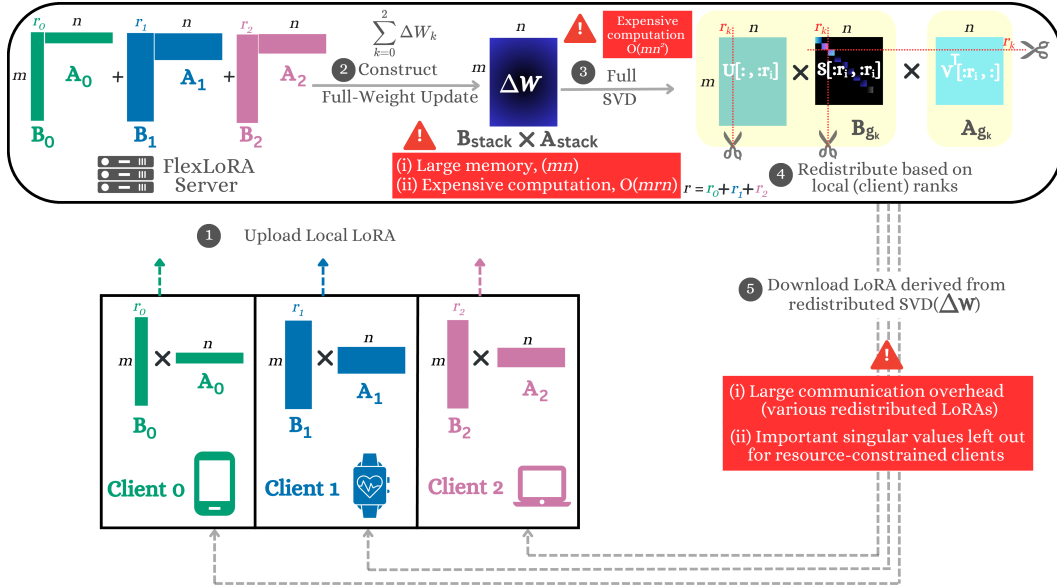 r₀ n
m A₀
B₀
+
r₁ n
A₁
B₁
+
r₂ n
A₂
B₂
FlexLoRA
Server
2 Construct
Full-Weight Update
2
∑ ΔWₖ
k=0
n
m ΔW
Bstack × Astack
! (i) Large memory, (mn)
(ii) Expensive computation, O(mrn)
! Expensive
computation
O(mn²)
3 Full
SVD
rₖ n
m U[:,:rᵢ]
×
rₖ n
S[:rᵢ,:rᵢ]
Bgₖ
×
n
rₖ
Vᵀ[:rᵢ,:]
Agₖ
r = r₀+r₁+r₂
4 Redistribute based on
local (client) ranks
1 Upload Local LoRA
5 Download LoRA derived from
redistributed SVD(ΔW)
!
(i) Large communication overhead
(various redistributed LoRAs)
(ii) Important singular values left out
for resource-constrained clients
r₀ n
m × A₀
B₀
Client 0
r₁ n
m × A₁
B₁
Client 1
r₂ n
m × A₂
B₂
Client 2